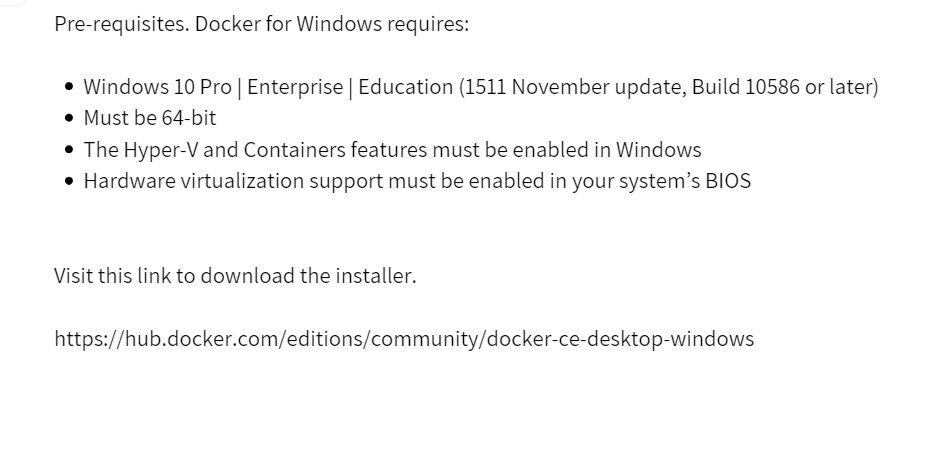 Pre-requisites. Docker for Windows requires:
• Windows 10 Pro | Enterprise | Education (1511 November update, Build 10586 or later)
• Must be 64-bit
• The Hyper-V and Containers features must be enabled in Windows
• Hardware virtualization support must be enabled in your system’s BIOS
Visit this link to download the installer.
https://hub.docker.com/editions/community/docker-ce-desktop-windows